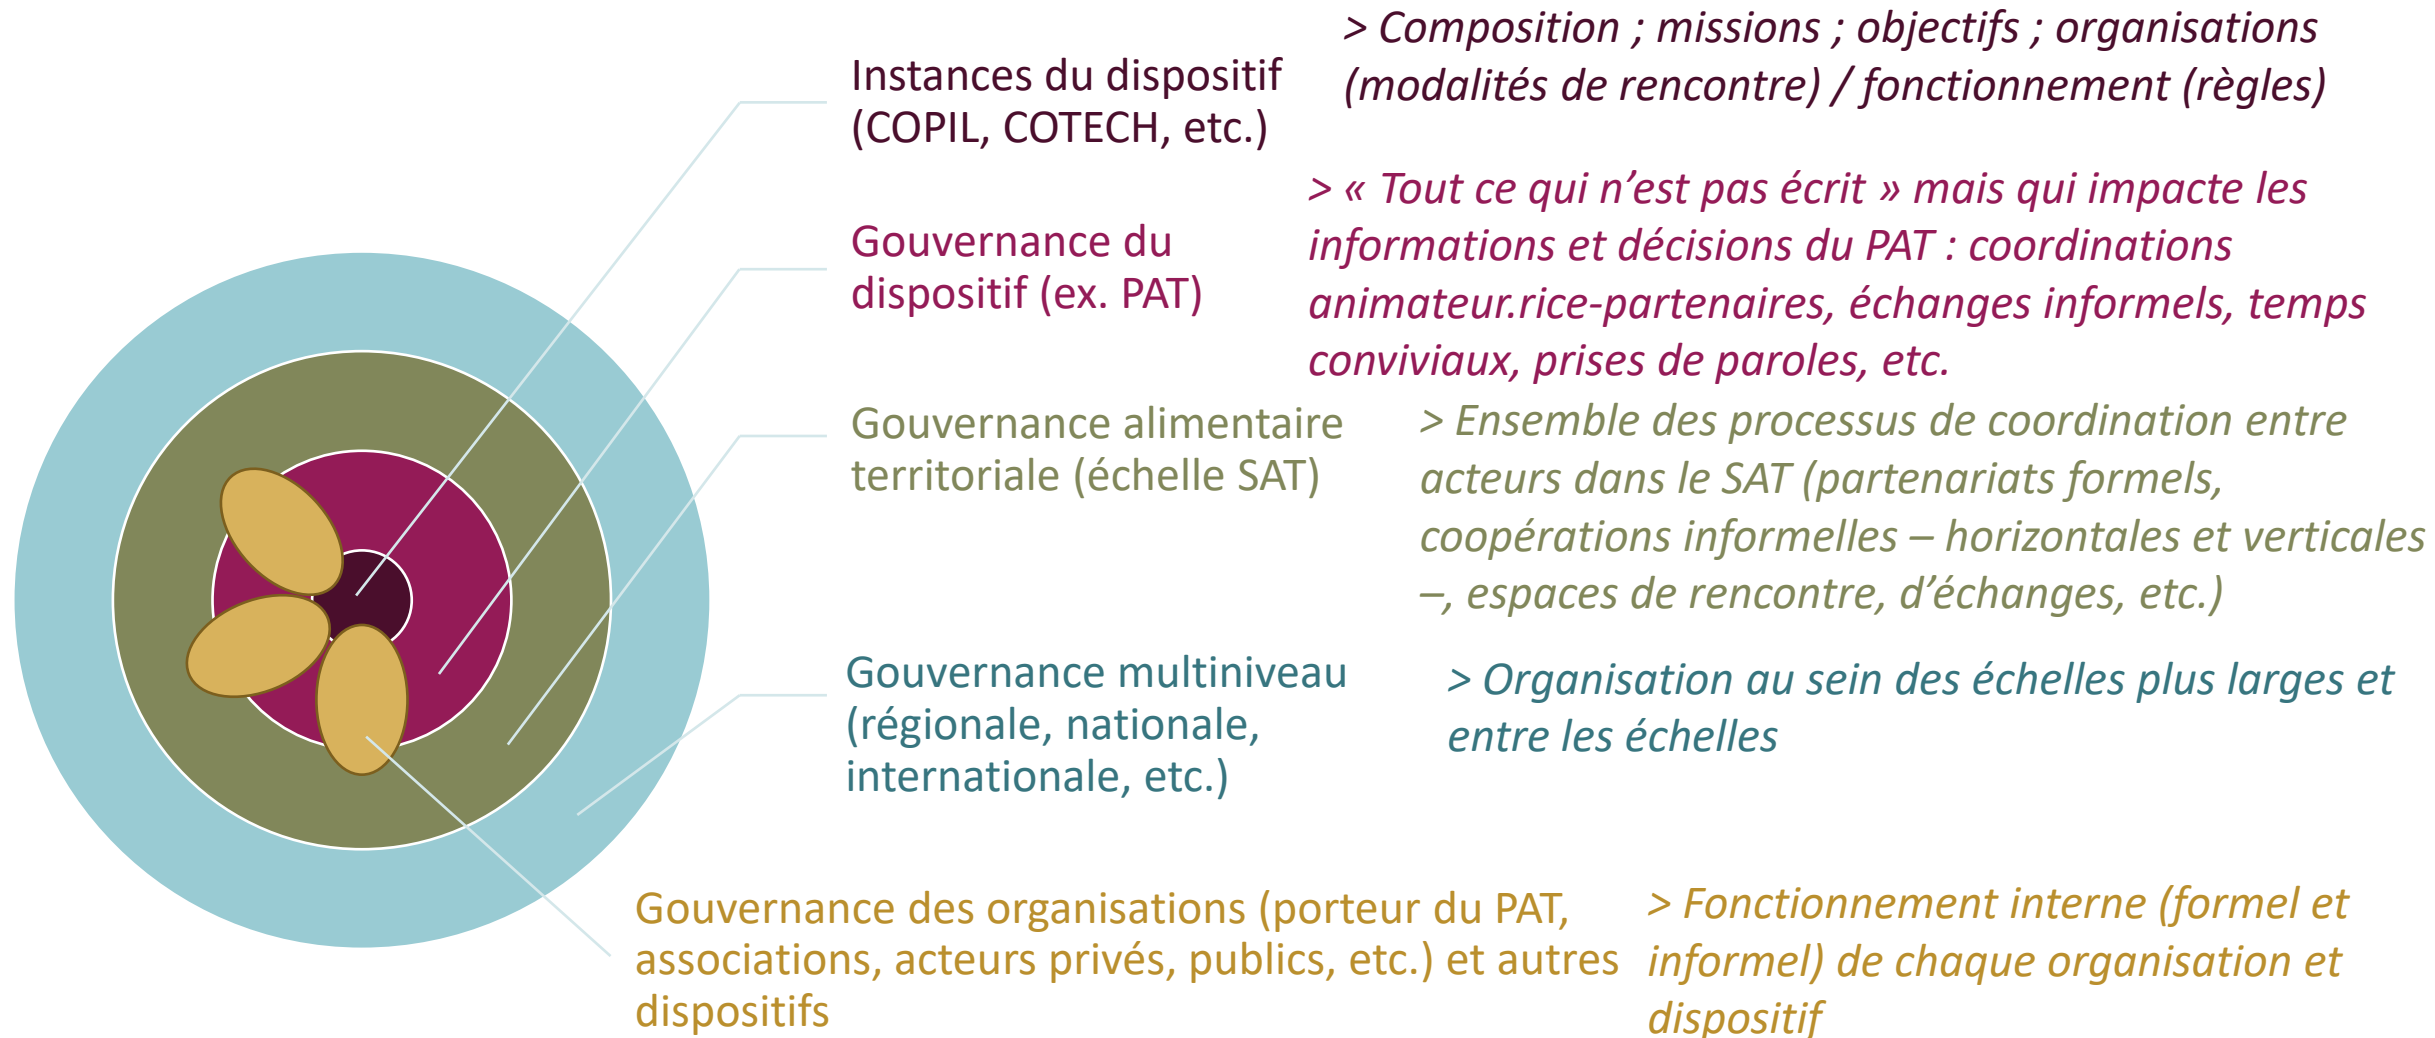 Instances du dispositif
(COPIL, COTECH, etc.)
> Composition ; missions ; objectifs ; organisations
(modalités de rencontre) / fonctionnement (règles)
Gouvernance du
dispositif (ex. PAT)
> « Tout ce qui n’est pas écrit » mais qui impacte les
informations et décisions du PAT : coordinations
animateur.rice-partenaires, échanges informels, temps
conviviaux, prises de paroles, etc.
Gouvernance alimentaire
territoriale (échelle SAT)
> Ensemble des processus de coordination entre
acteurs dans le SAT (partenariats formels,
coopérations informelles – horizontales et verticales
–, espaces de rencontre, d’échanges, etc.)
Gouvernance multiniveau
(régionale, nationale,
internationale, etc.)
> Organisation au sein des échelles plus larges et
entre les échelles
Gouvernance des organisations (porteur du PAT,
associations, acteurs privés, publics, etc.) et autres
dispositifs
> Fonctionnement interne (formel et
informel) de chaque organisation et
dispositif